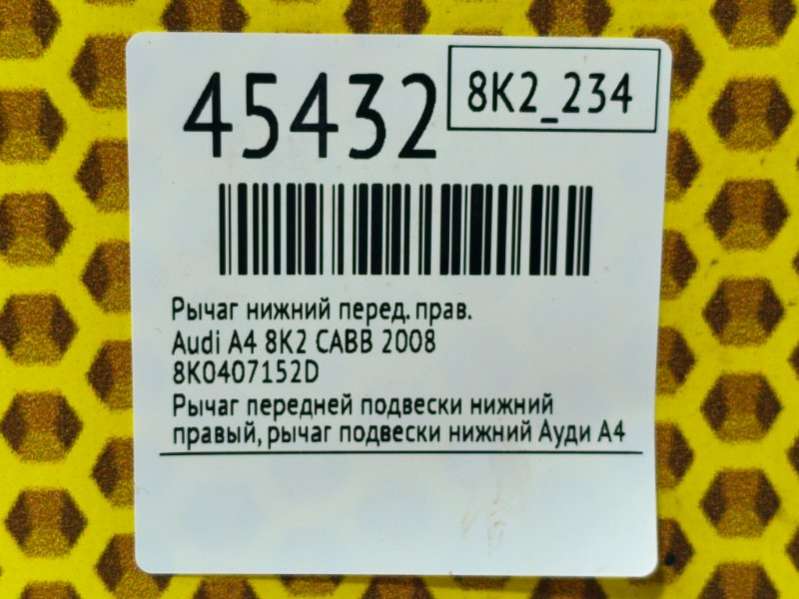 45432
8K2_234
Рычаг нижний перед. прав.
Audi A4 8K2 CABB 2008
8K0407152D
Рычаг передней подвески нижний
правый, рычаг подвески нижний Ауди А4